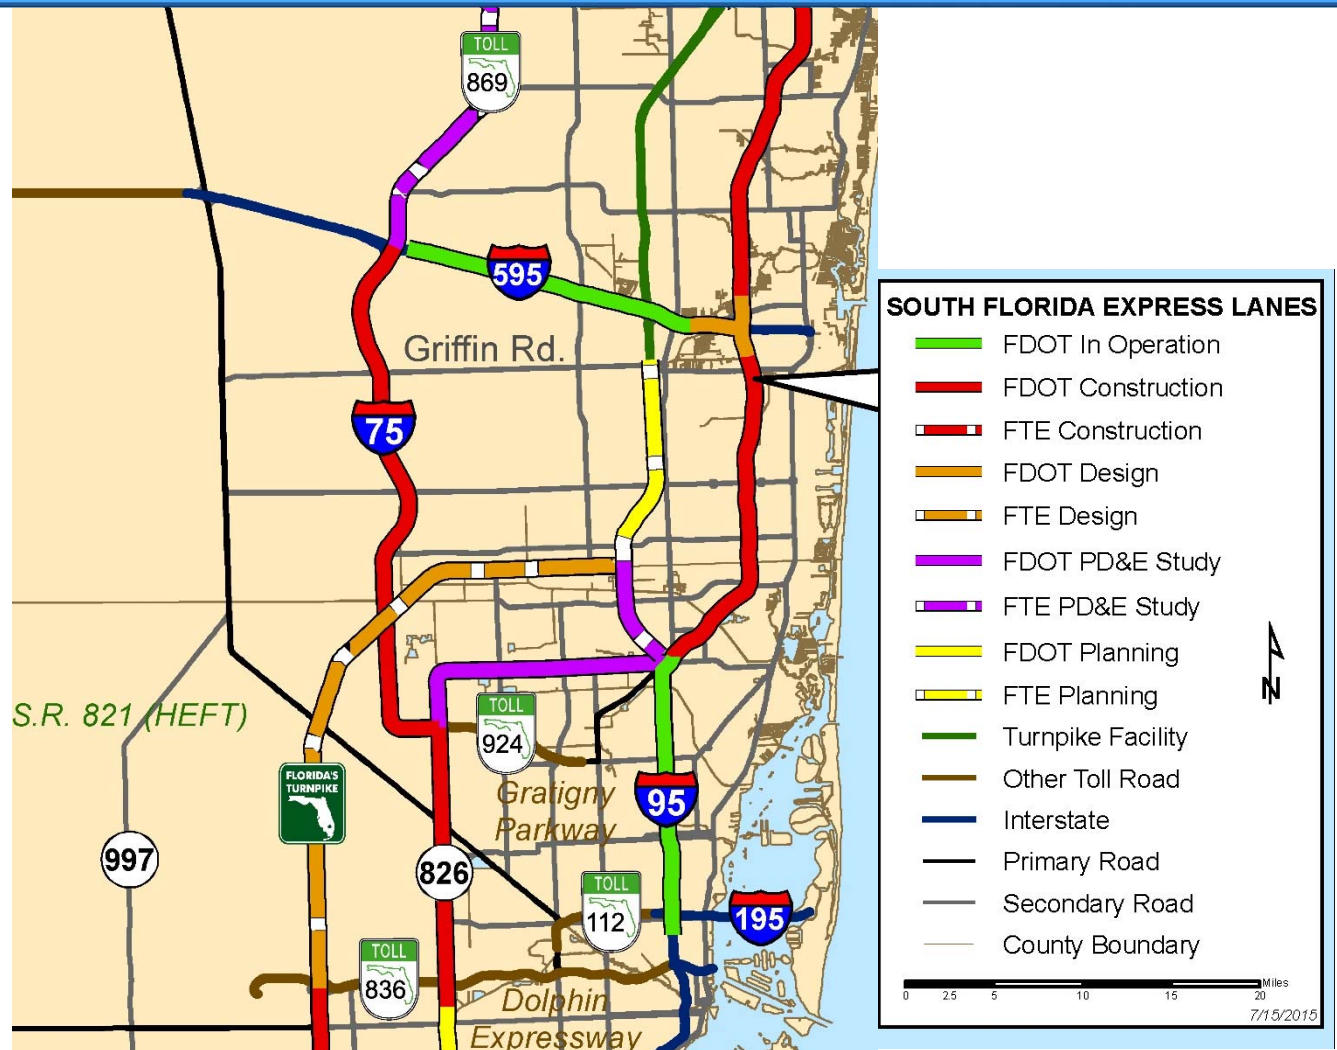 TOLL
869
595
Griffin Rd.
75
S.R. 821 (HEFT)
TOLL
924
FLORIDA'S
TURNPIKE
Gratigny
Parkway
95
997
826
TOLL
112
195
TOLL
836
Dolphin
Expressway
SOUTH FLORIDA EXPRESS LANES
FDOT In Operation
FDOT Construction
FTE Construction
FDOT Design
FTE Design
FDOT PD&E Study
FTE PD&E Study
FDOT Planning
FTE Planning
N
Turnpike Facility
Other Toll Road
Interstate
Primary Road
Secondary Road
County Boundary
Miles
0 2.5 5 10 15 20
7/15/2015